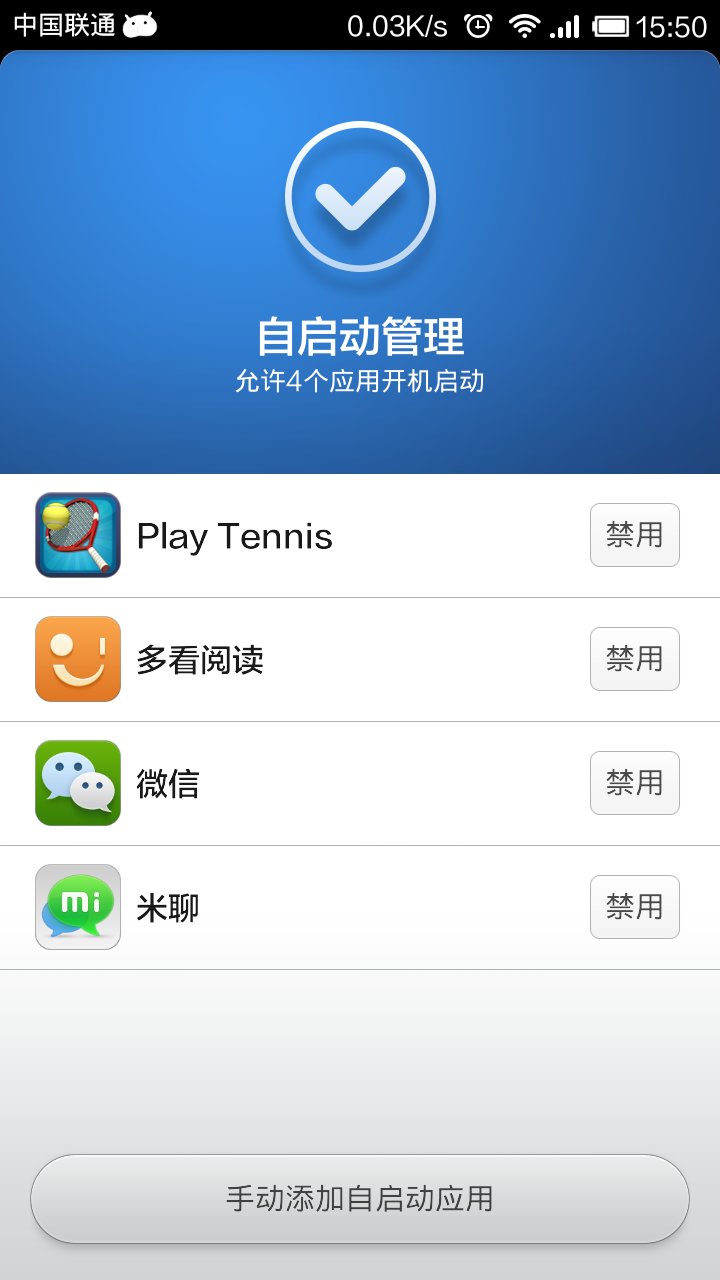 中国联通 0.03K/s 15:50
自启动管理
允许4个应用开机启动
Play Tennis 禁用
多看阅读 禁用
微信 禁用
mi 米聊 禁用
手动添加自启动应用